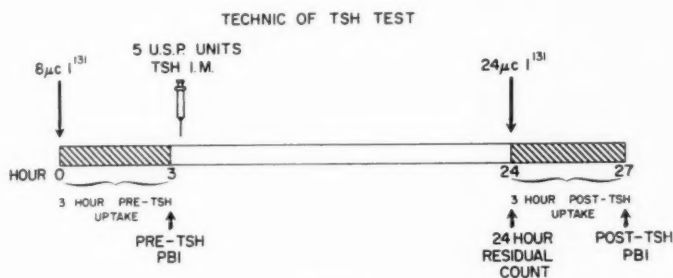 TECHNIC OF TSH TEST
8μc I131
5 U.S.P. UNITS
TSH I.M.
24μc I131
HOUR 0 3 24 27
3 HOUR PRE-TSH
UPTAKE
3 HOUR POST-TSH
UPTAKE
PRE-TSH
PBI
24 HOUR
RESIDUAL
COUNT
POST-TSH
PBI